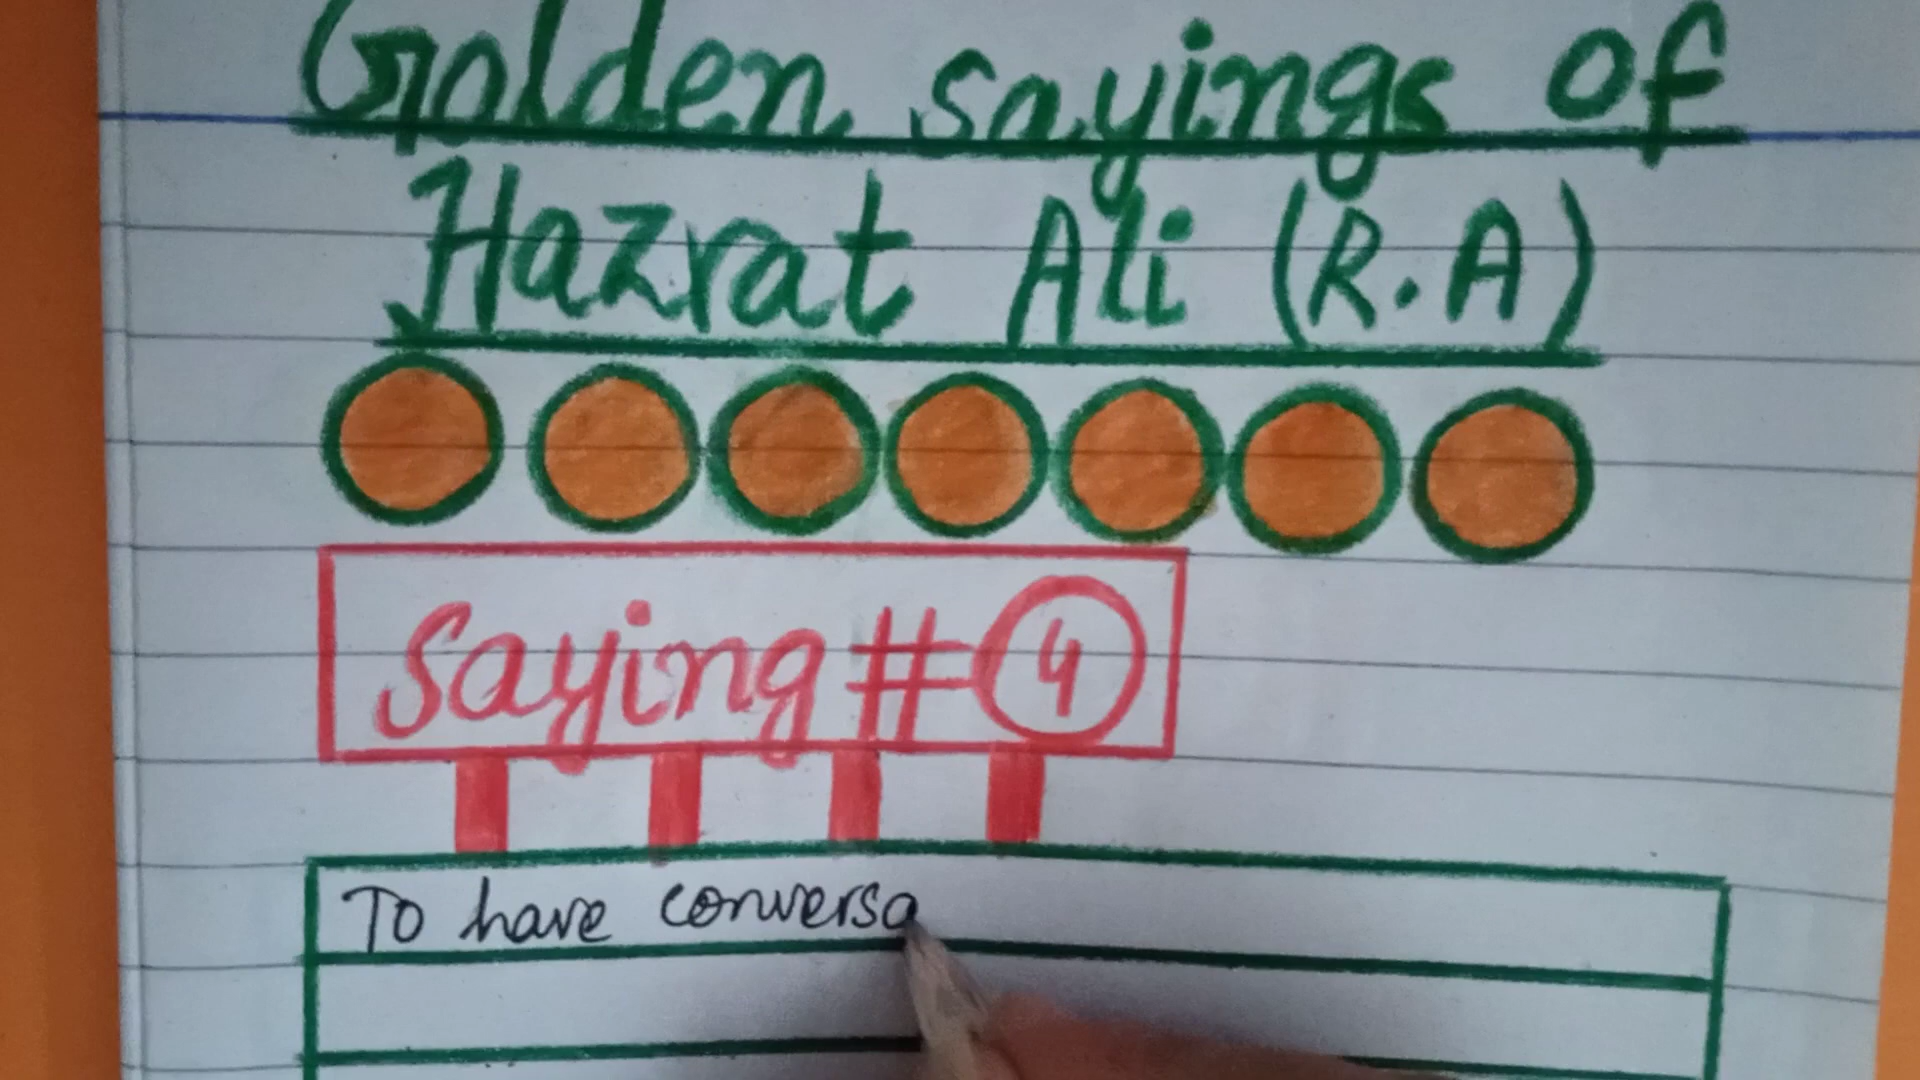 Golden sayings of
Hazrat Ali (R.A)
Saying # 4
To have conversa